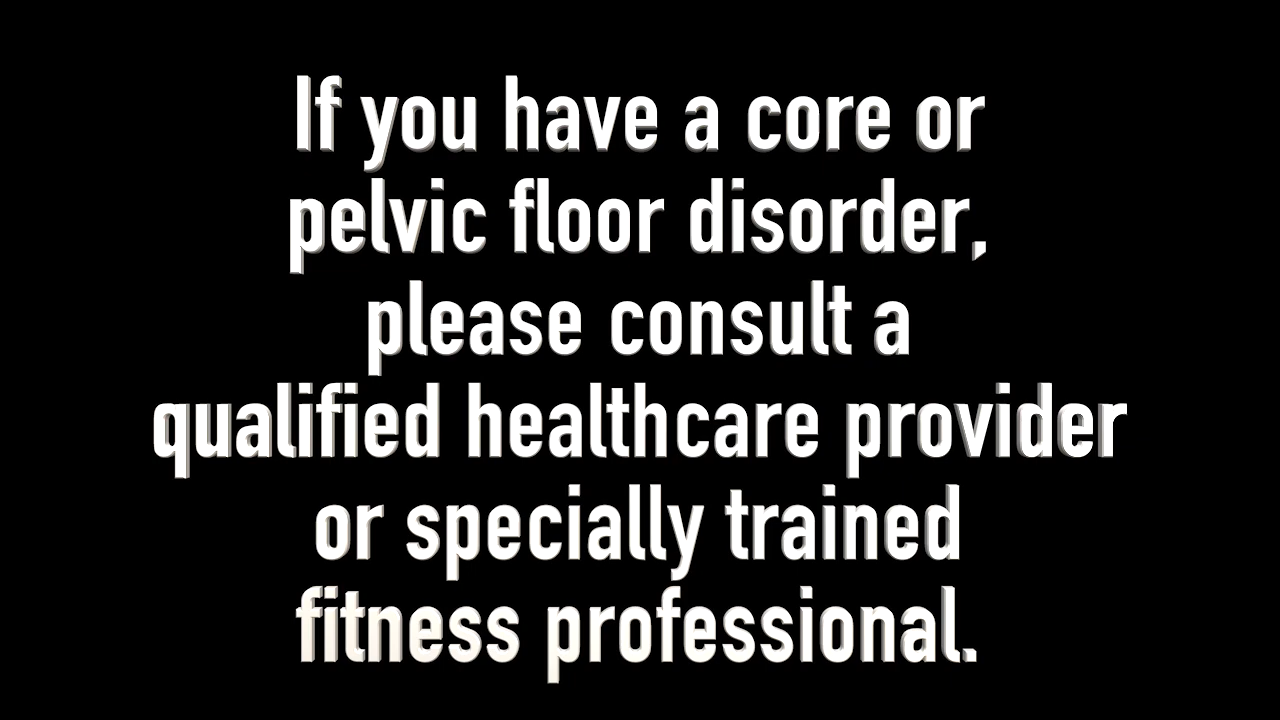 If you have a core or
pelvic floor disorder,
please consult a
qualified healthcare provider
or specially trained
fitness professional.